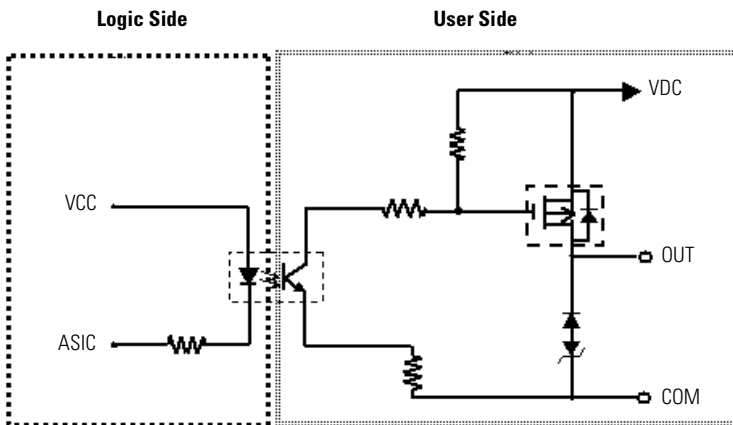 Logic Side
User Side
VDC
VCC
OUT
ASIC
COM